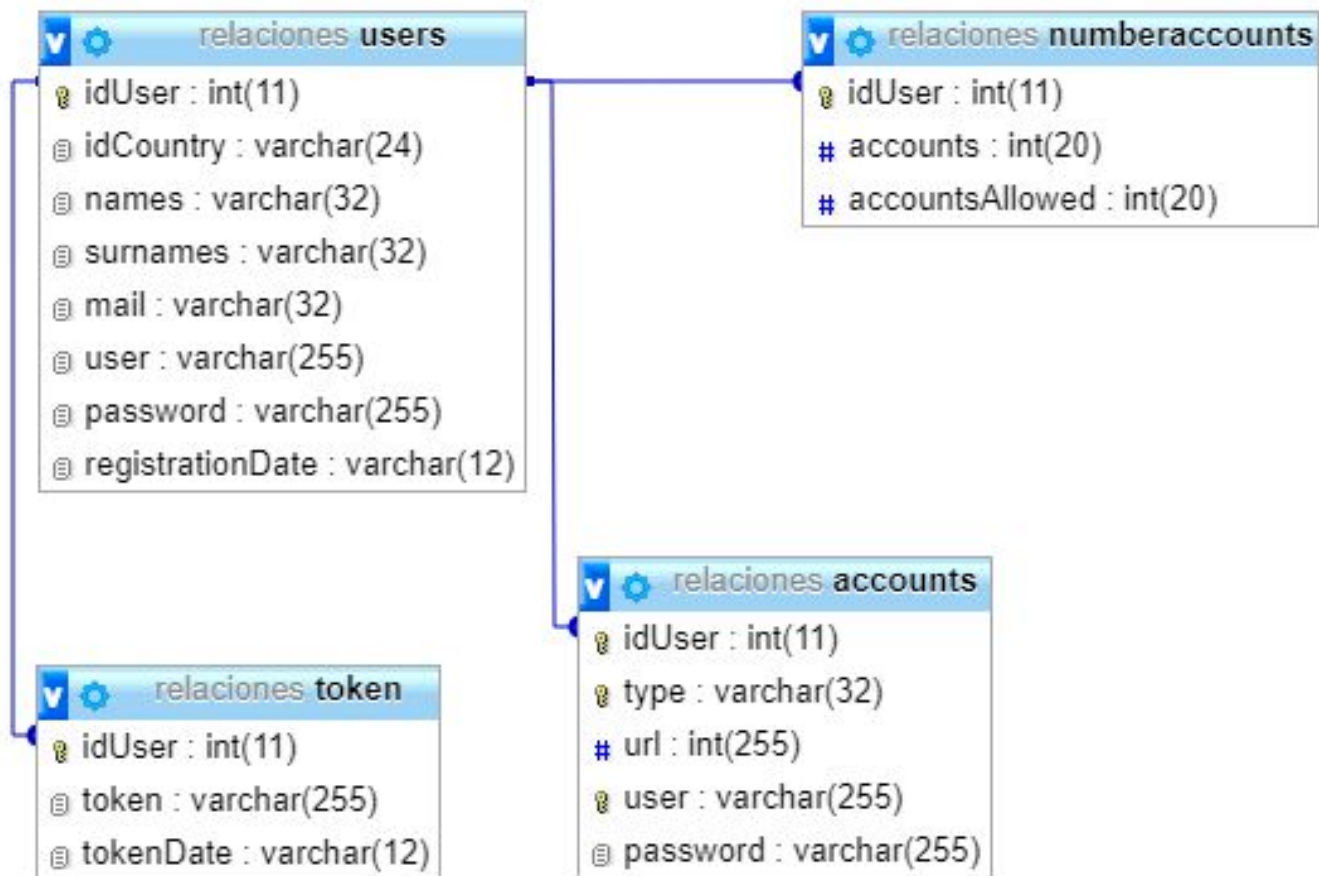 relaciones users
idUser : int(11)
idCountry : varchar(24)
names : varchar(32)
surnames : varchar(32)
mail : varchar(32)
user : varchar(255)
password : varchar(255)
registrationDate : varchar(12)
relaciones numberaccounts
idUser : int(11)
# accounts : int(20)
# accountsAllowed : int(20)
relaciones token
idUser : int(11)
token : varchar(255)
tokenDate : varchar(12)
relaciones accounts
idUser : int(11)
type : varchar(32)
# url : int(255)
user : varchar(255)
password : varchar(255)